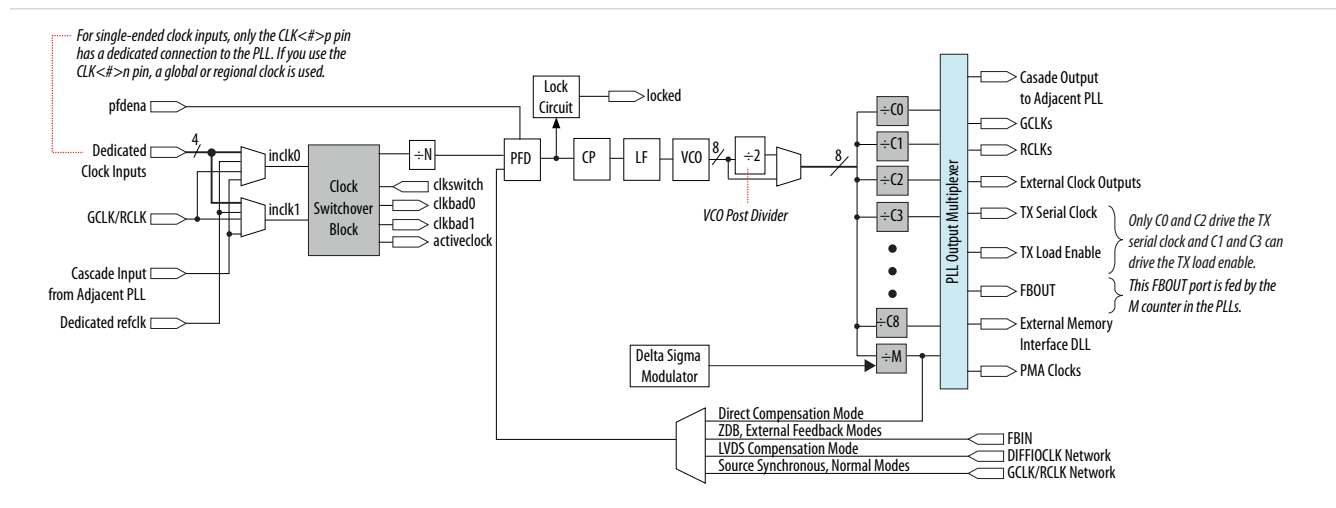 For single-ended clock inputs, only the CLK<#>p pin
has a dedicated connection to the PLL. If you use the
CLK<#>n pin, a global or regional clock is used.
pfdena
Lock
Circuit
locked
Dedicated
Clock Inputs
4
inclk0
GCLK/RCLK
inclk1
Cascade Input
from Adjacent PLL
Dedicated refclk
Clock
Switchover
Block
÷N
clkswitch
clkbad0
clkbad1
activeclock
PFD
CP
LF
VCO
8
÷2
VCO Post Divider
8
÷C0
÷C1
÷C2
÷C3
÷C8
÷M
Delta Sigma
Modulator
PLL Output Multiplexer
Casade Output
to Adjacent PLL
GCLKs
RCLKs
External Clock Outputs
TX Serial Clock
TX Load Enable
FBOUT
External Memory
Interface DLL
PMA Clocks
Only C0 and C2 drive the TX
serial clock and C1 and C3 can
drive the TX load enable.
This FBOUT port is fed by the
M counter in the PLLs.
Direct Compensation Mode
ZDB, External Feedback Modes
LVDS Compensation Mode
Source Synchronous, Normal Modes
FBIN
DIFFIOCLK Network
GCLK/RCLK Network